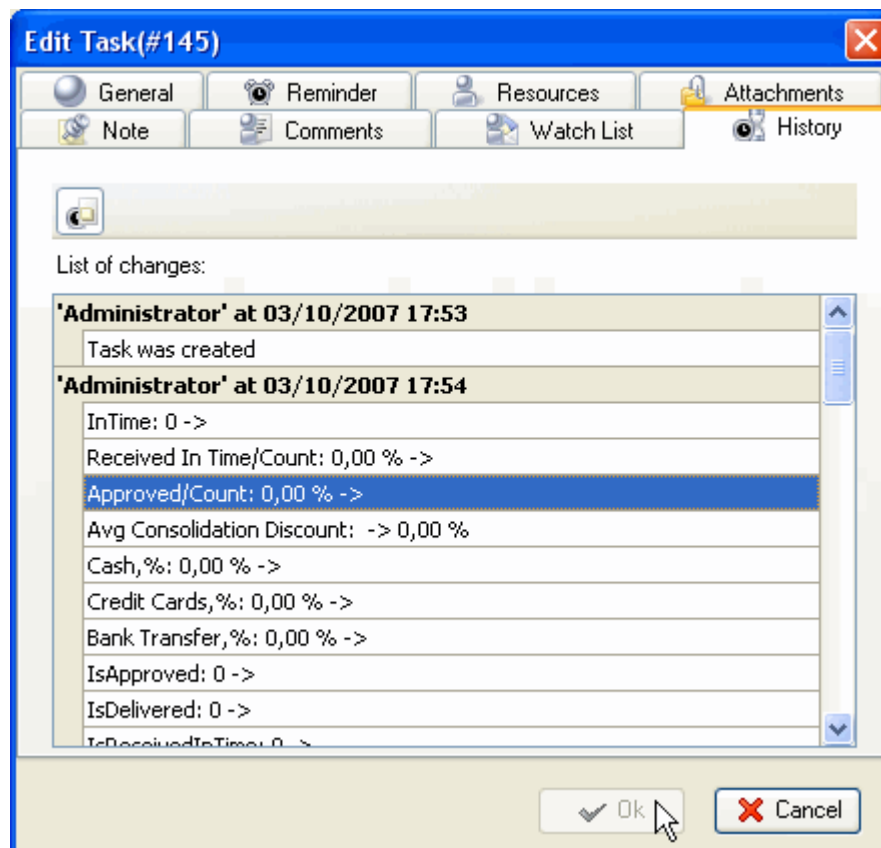 Edit Task(#145)
General Reminder Resources Attachments
Note Comments Watch List History
List of changes:
'Administrator' at 03/10/2007 17:53
Task was created
'Administrator' at 03/10/2007 17:54
InTime: 0 ->
Received In Time/Count: 0,00 % ->
Approved/Count: 0,00 % ->
Avg Consolidation Discount:  -> 0,00 %
Cash,%: 0,00 % ->
Credit Cards,%: 0,00 % ->
Bank Transfer,%: 0,00 % ->
IsApproved: 0 ->
IsDelivered: 0 ->
IsReceivedInTime: 0 ->
Ok Cancel